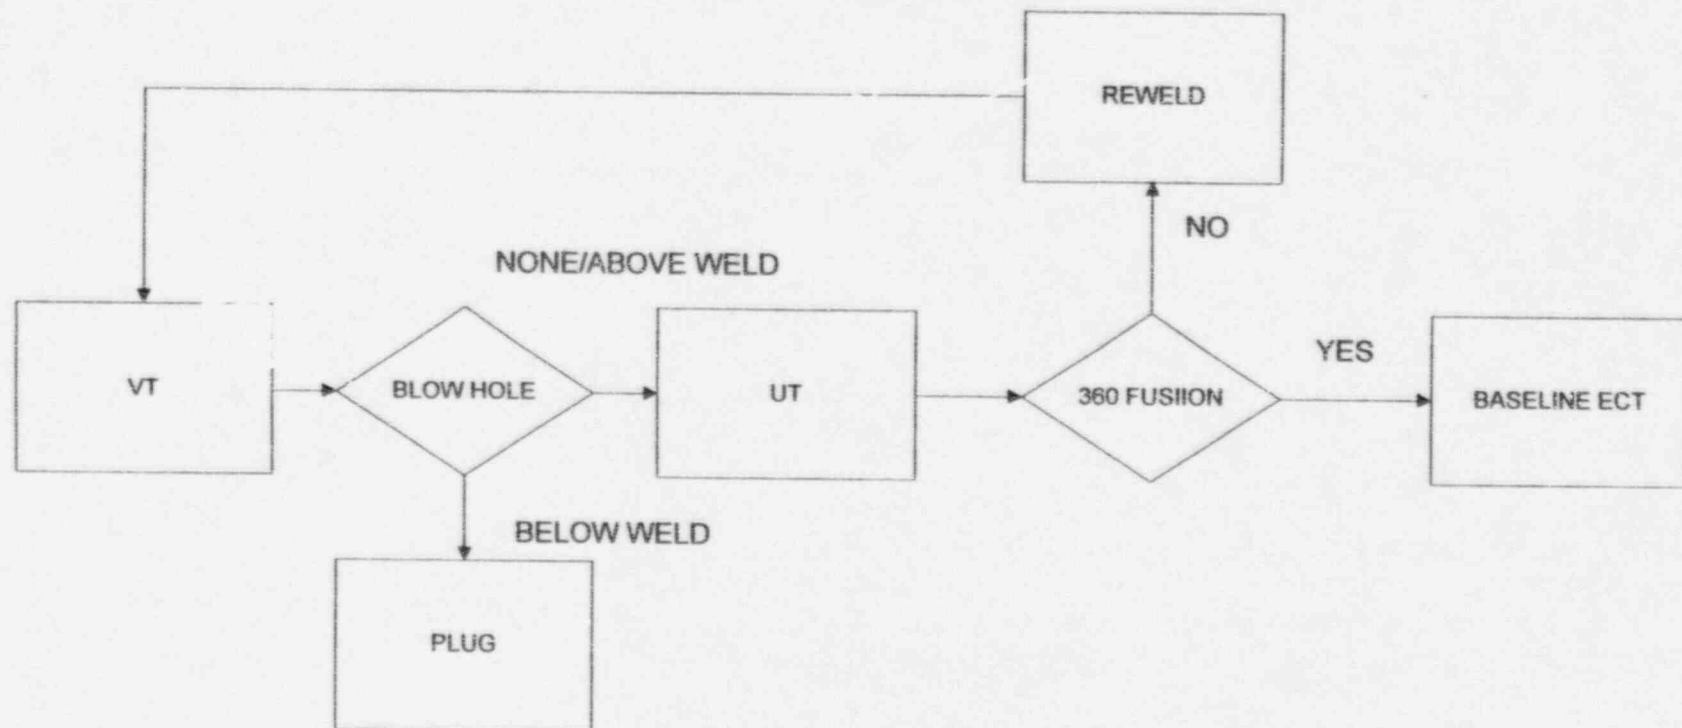 REWELD
NO
NONE/ABOVE WELD
VT
BLOW HOLE
UT
360 FUSIION
YES
BASELINE ECT
BELOW WELD
PLUG